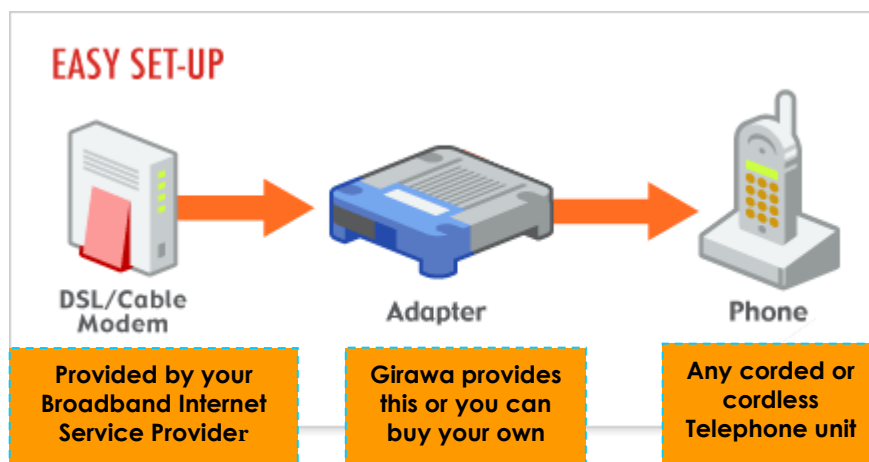 EASY SET-UP
DSL/Cable
Modem
Adapter
Phone
Provided by your
Broadband Internet
Service Provider
Girawa provides
this or you can
buy your own
Any corded or
cordless
Telephone unit